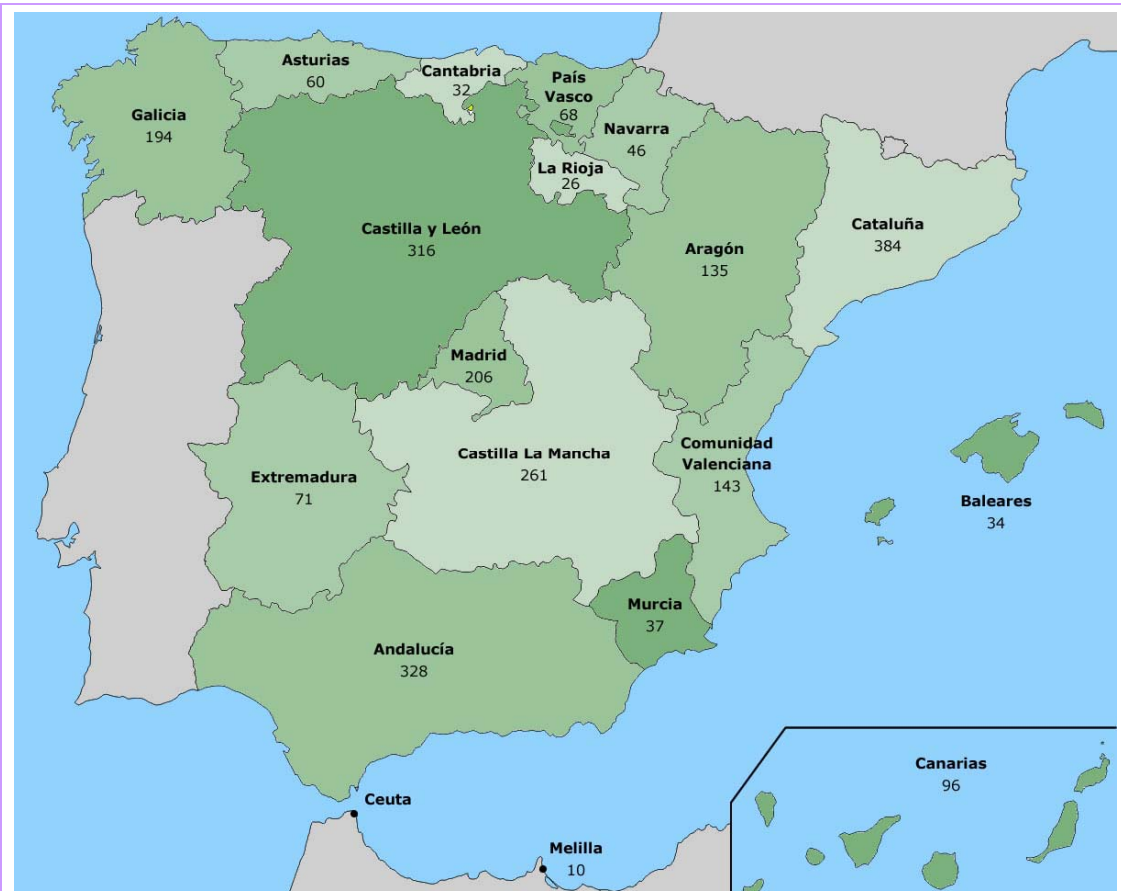 Asturias
60
Cantabria
32
País
Vasco
68
Galicia
194
Navarra
46
La Rioja
26
Castilla y León
316
Aragón
135
Cataluña
384
Madrid
206
Castilla La Mancha
261
Comunidad
Valenciana
143
Extremadura
71
Baleares
34
Murcia
37
Andalucía
328
Canarias
96
Ceuta
Melilla
10